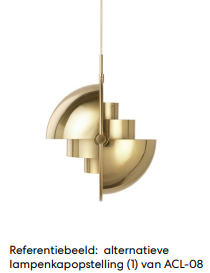 Referentiebeeld: alternatieve
lampenkapopstelling (1) van ACL-08